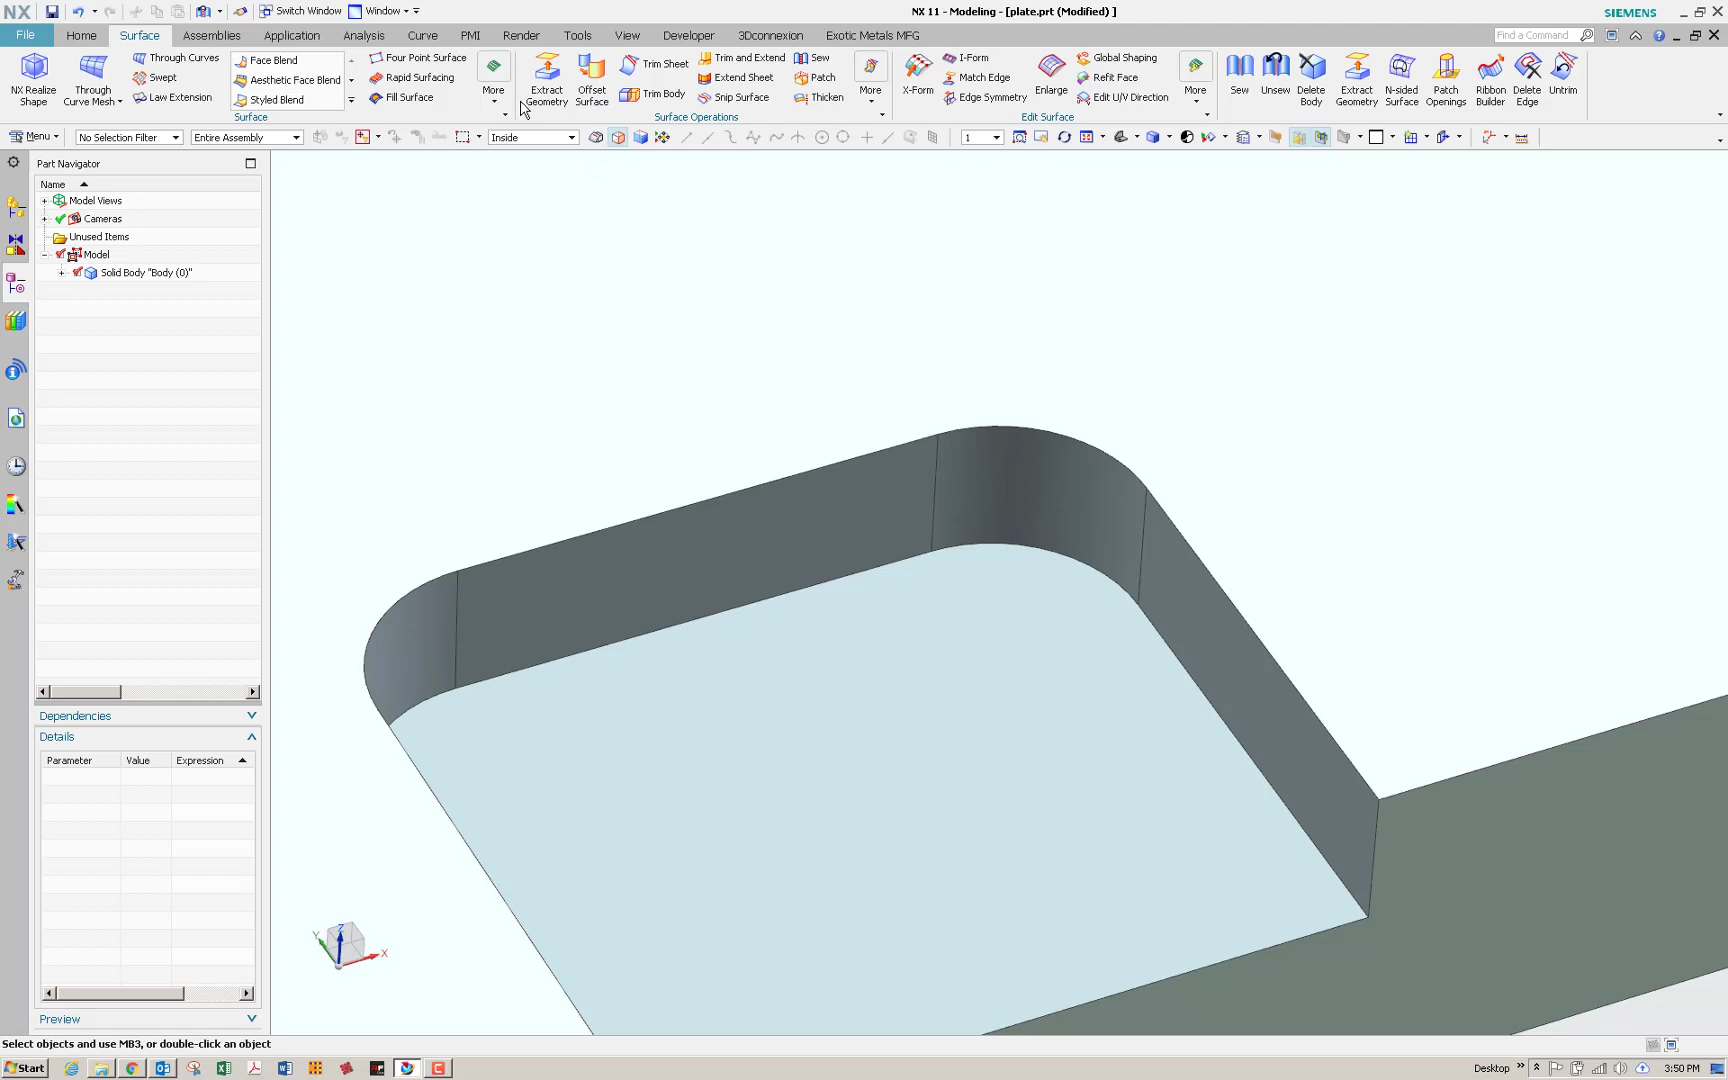 NX Switch Window Window NX 11 - Modeling - [plate.prt (Modified) ] SIEMENS
File Home Surface Assemblies Application Analysis Curve PMI Render Tools View Developer 3Dconnexion Exotic Metals MFG Find a Command
NX Realize Shape
Through Curve Mesh
Through Curves
Swept
Law Extension
Face Blend
Aesthetic Face Blend
Styled Blend
Four Point Surface
Rapid Surfacing
Fill Surface
More
Surface
Extract Geometry
Offset Surface
Trim Sheet
Trim Body
Trim and Extend
Extend Sheet
Snip Surface
Sew
Patch
Thicken
More
Surface Operations
X-Form
I-Form
Match Edge
Edge Symmetry
Enlarge
Global Shaping
Refit Face
Edit U/V Direction
More
Edit Surface
Sew
Unsew
Delete Body
Extract Geometry
N-sided Surface
Patch Openings
Ribbon Builder
Delete Edge
Untrim
Menu No Selection Filter Entire Assembly Inside 1
Part Navigator
Name
Model Views
Cameras
Unused Items
Model
Solid Body "Body (0)"
Dependencies
Details
Parameter Value Expression
Preview
Z
Y
X
Select objects and use MB3, or double-click an object
Start Desktop » 3:50 PM